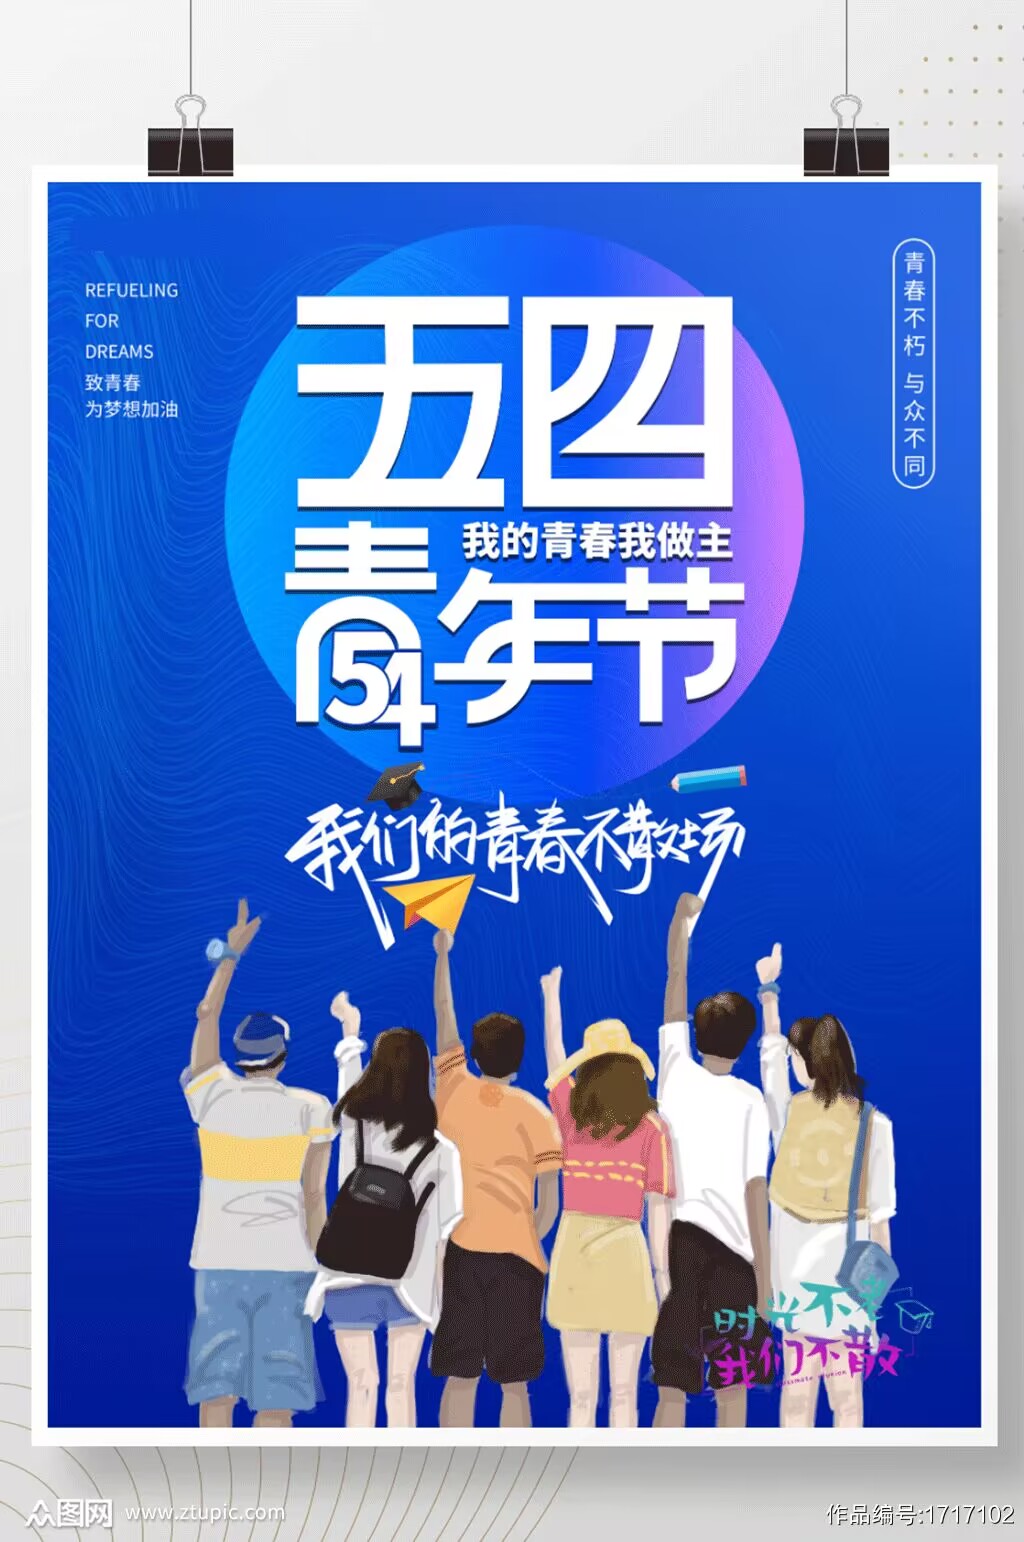 REFUELING
FOR
DREAMS
致青春
为梦想加油
青春不朽 与众不同
五四
我的青春我做主
青年节
54
我们的青春不散场
时光不老
我们不散
众图网 www.ztupic.com
作品编号:1717102